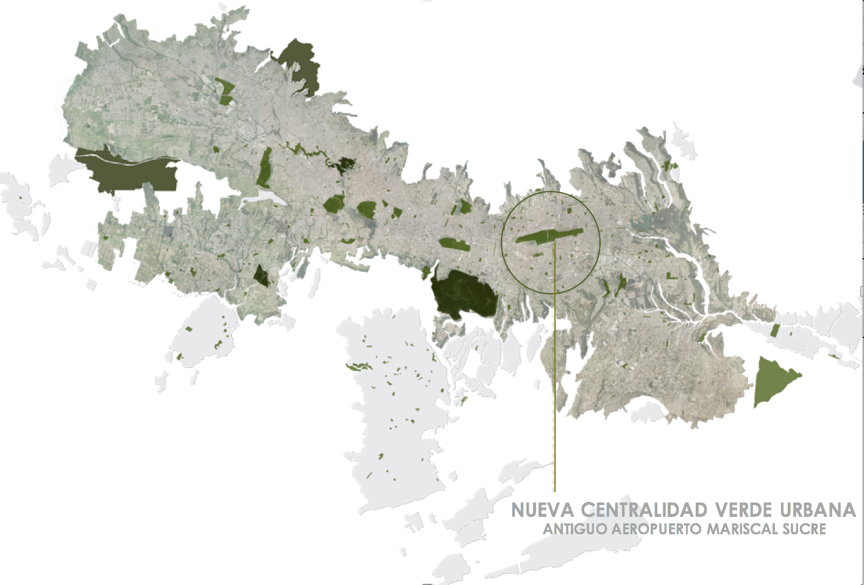 NUEVA CENTRALIDAD VERDE URBANA
ANTIGUO AEROPUERTO MARISCAL SUCRE